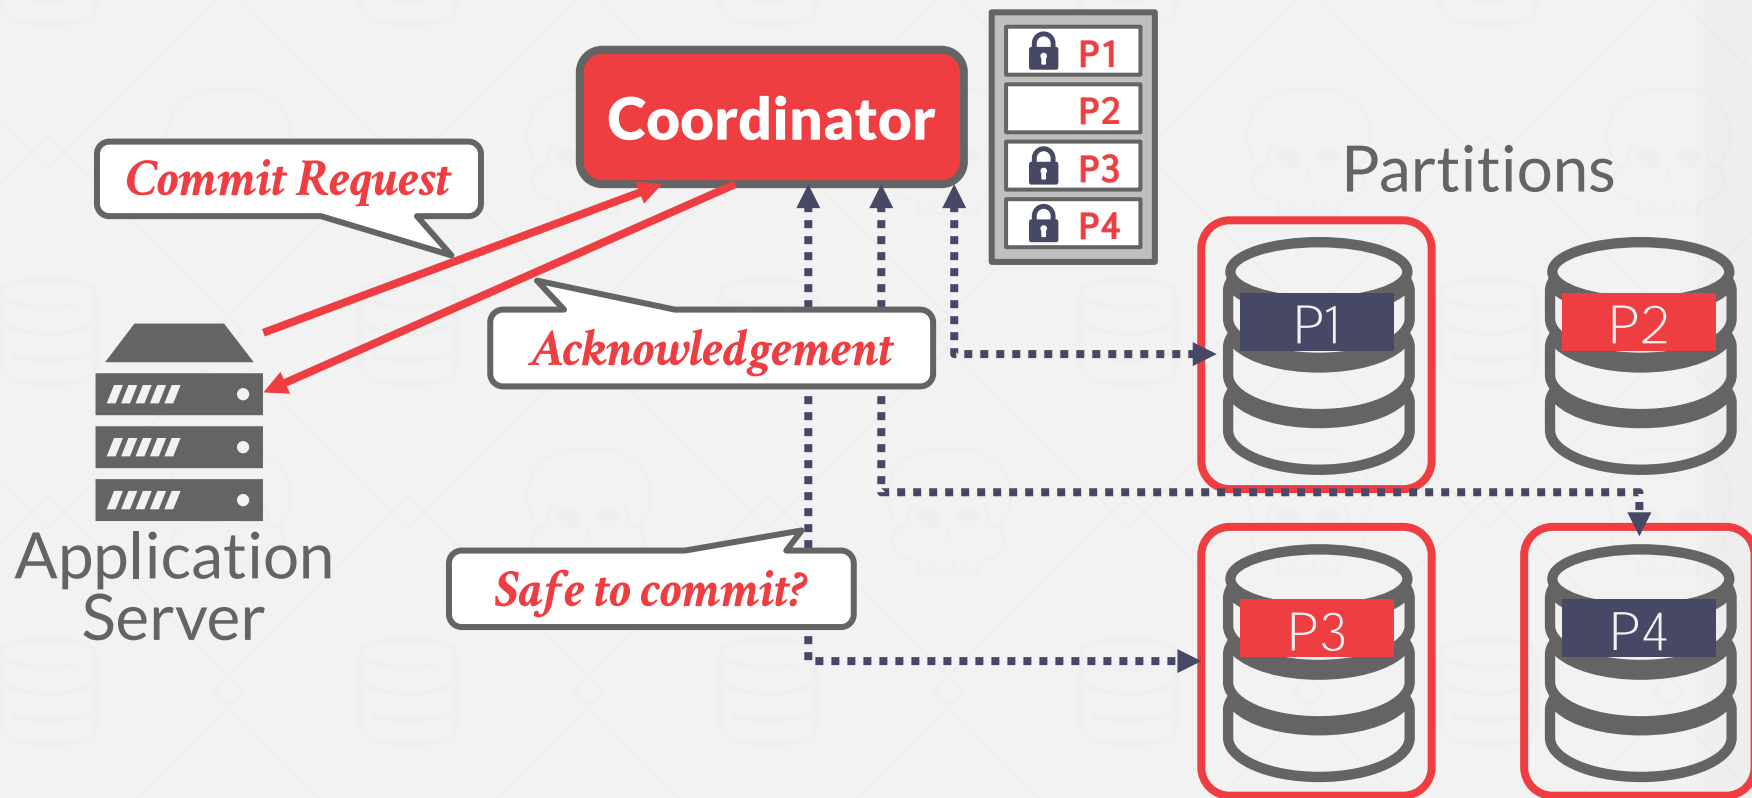 Coordinator
P1
P2
P3
P4
Commit Request
Partitions
Acknowledgement
P1
P2
Application
Server
Safe to commit?
P3
P4